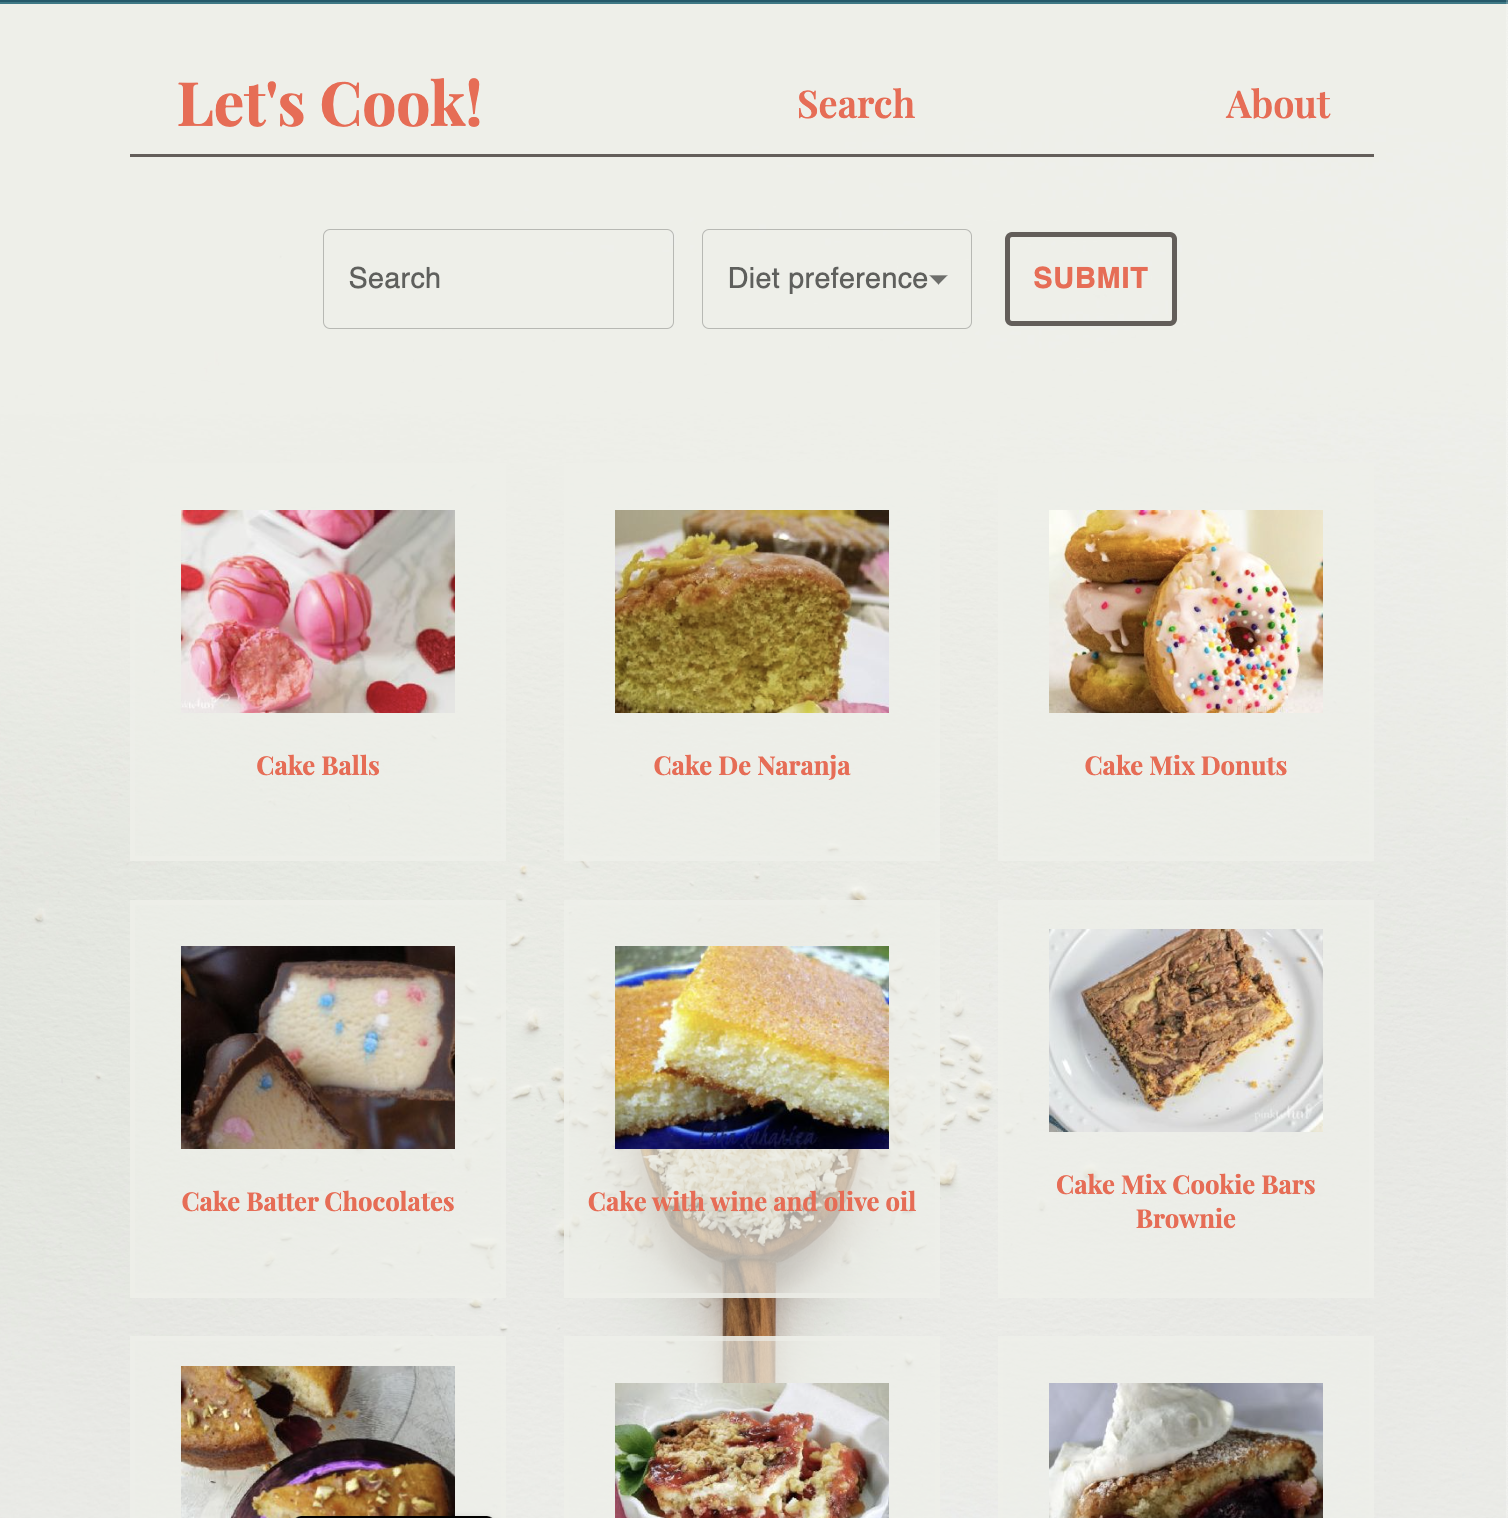 Let's Cook!
Search
About
Search
Diet preference
SUBMIT
Cake Balls
Cake De Naranja
Cake Mix Donuts
Cake Batter Chocolates
Cake with wine and olive oil
Cake Mix Cookie Bars
Brownie